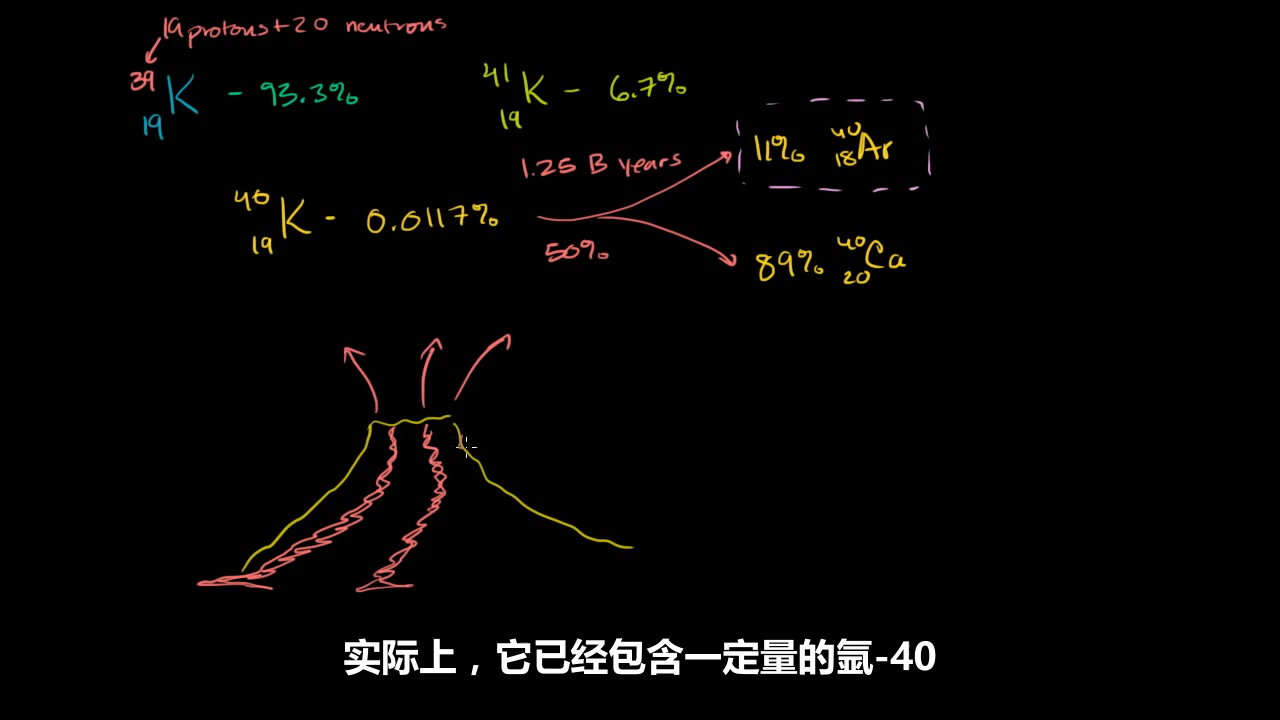 19 protons + 20 neutrons
39 19 K - 93.3%
41 19 K - 6.7%
1.25 B years
11% 40 18 Ar
40 19 K - 0.0117%
50%
89% 40 20 Ca
实际上，它已经包含一定量的氩-40